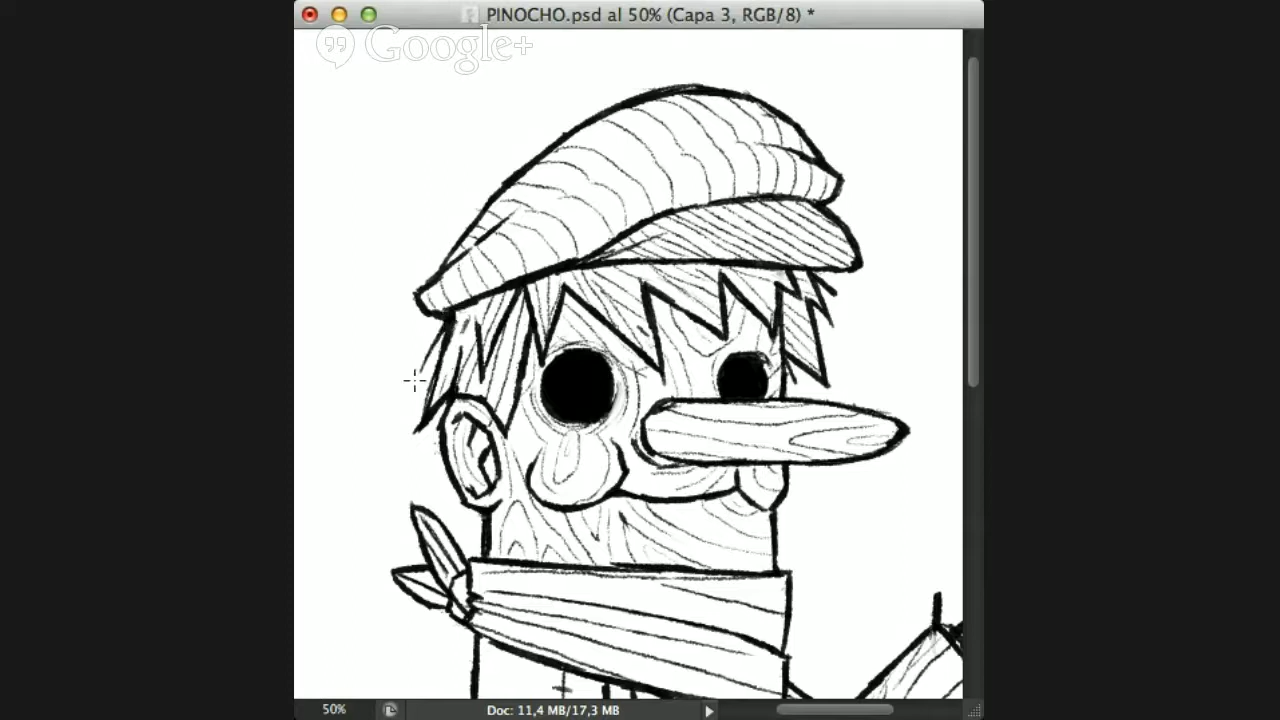 PINOCHO.psd al 50% (Capa 3, RGB/8) *
Google+
50%
Doc: 11,4 MB/17,3 MB